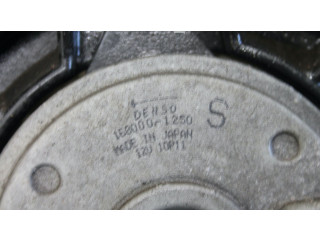 DENSO
168000-1250 S
MADE IN JAPAN
12V 10P11